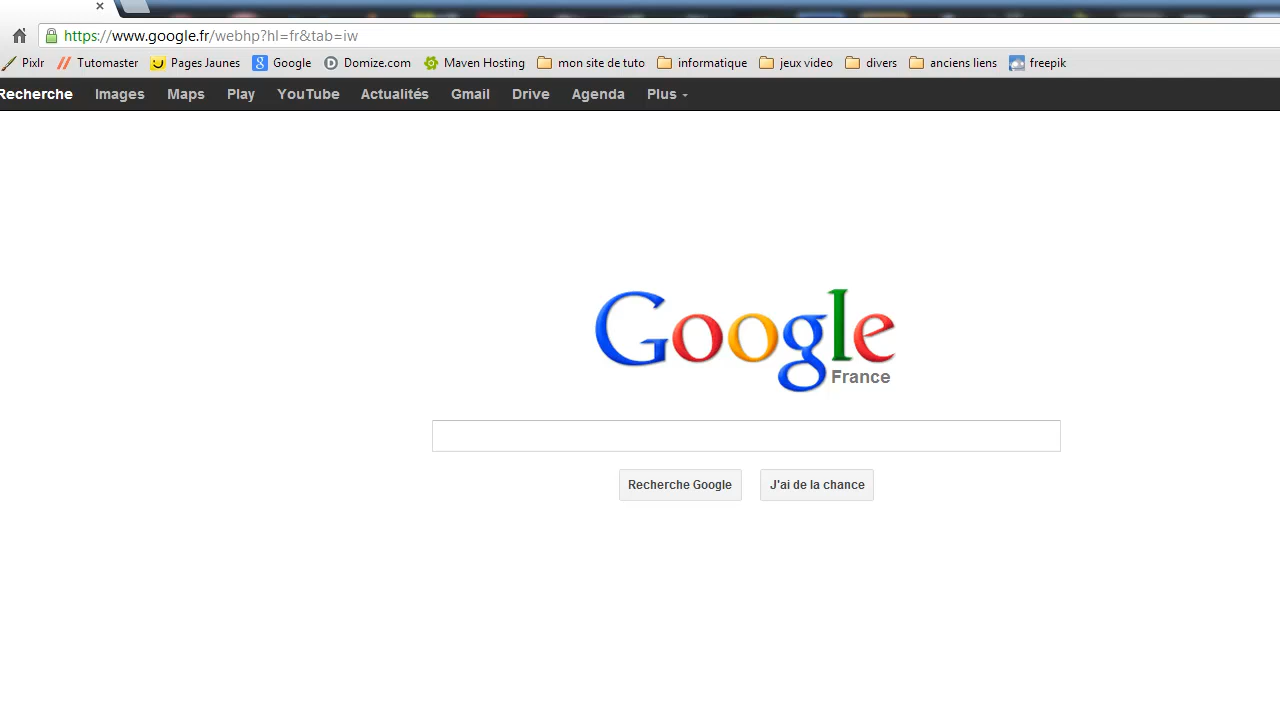 https://www.google.fr/webhp?hl=fr&tab=iw
Pixlr Tutomaster Pages Jaunes Google Domize.com Maven Hosting mon site de tuto informatique jeux video divers anciens liens freepik
Recherche Images Maps Play YouTube Actualités Gmail Drive Agenda Plus
Google
France
Recherche Google J'ai de la chance